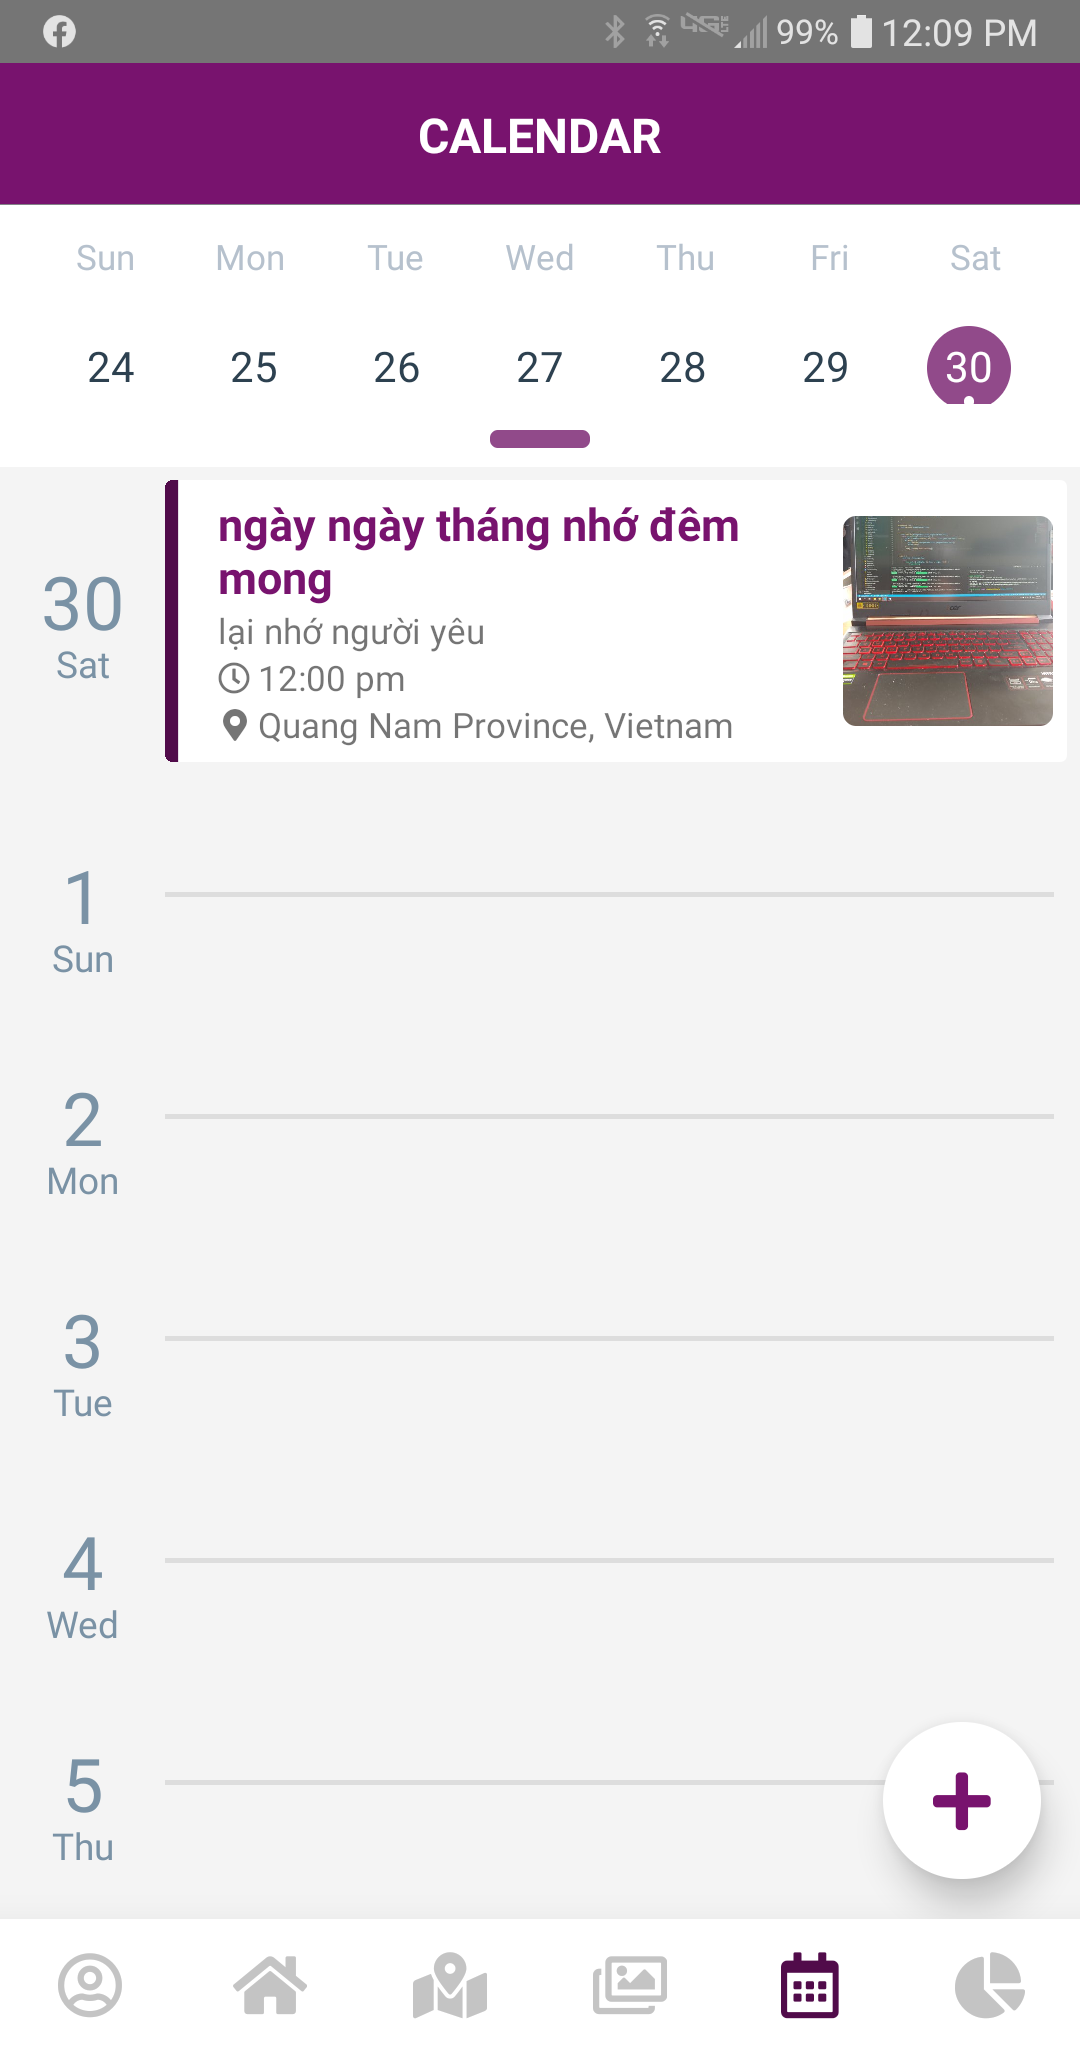 99% 12:09 PM
CALENDAR
Sun Mon Tue Wed Thu Fri Sat
24 25 26 27 28 29 30
30
Sat
ngày ngày tháng nhớ đêm
mong
lại nhớ người yêu
12:00 pm
Quang Nam Province, Vietnam
1
Sun
2
Mon
3
Tue
4
Wed
5
Thu